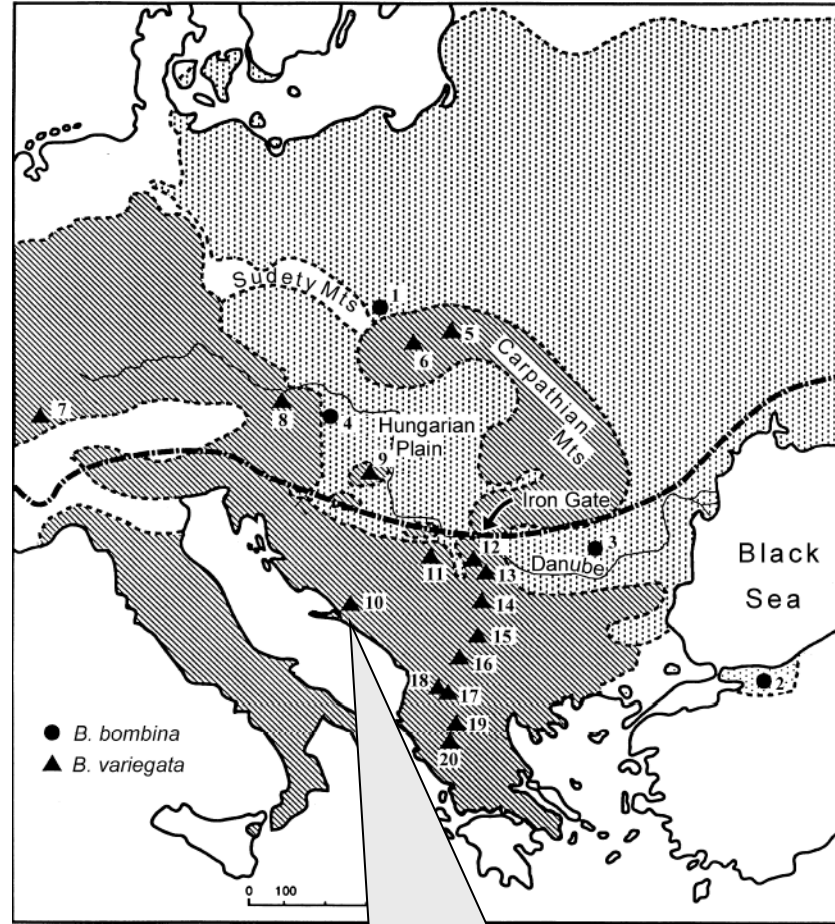 Sudety Mts
1
5
6
Carpathian
Mts
7
8
4
Hungarian
Plain
9
Iron Gate
12
3
Danube
11
13
Black
Sea
10
14
15
16
18
17
2
19
20
B. bombina
B. variegata
0 100